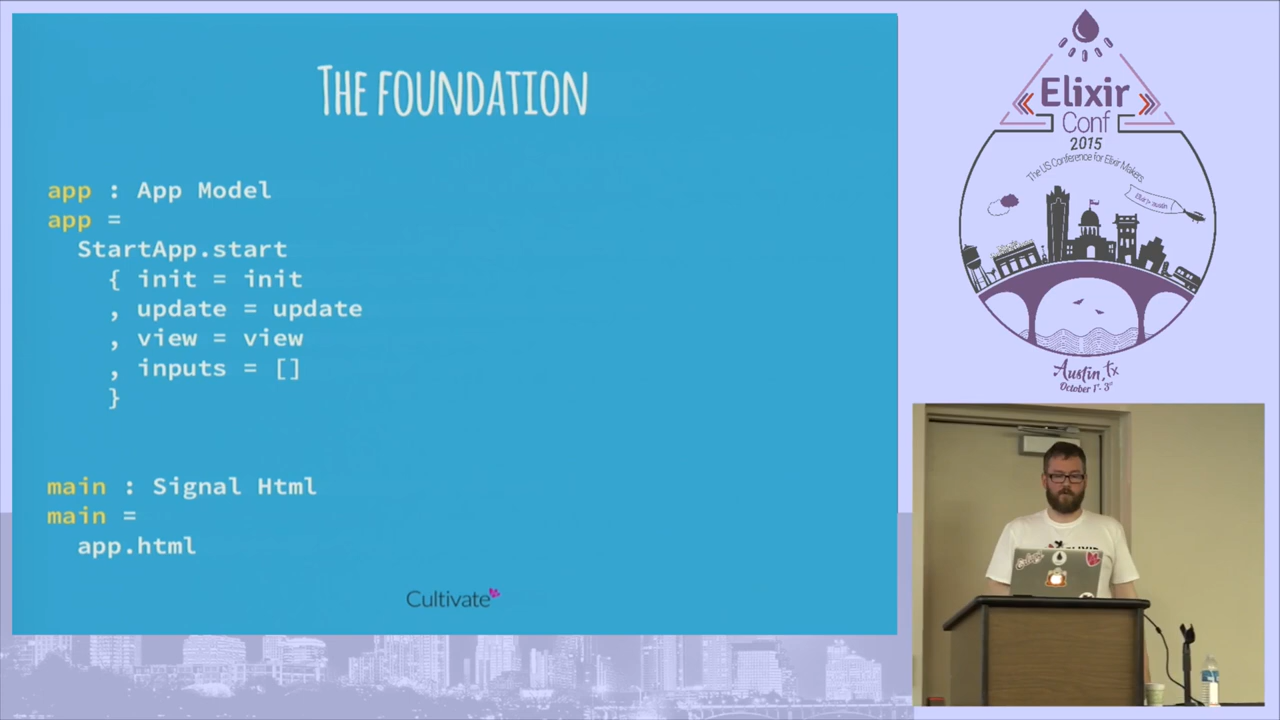 The foundation
app : App Model
app =
StartApp.start
{ init = init
, update = update
, view = view
, inputs = []
}
main : Signal Html
main =
app.html
Cultivate
Elixir
Conf
2015
The US Conference for Elixir Makers
Austin, TX
October 1st - 3rd